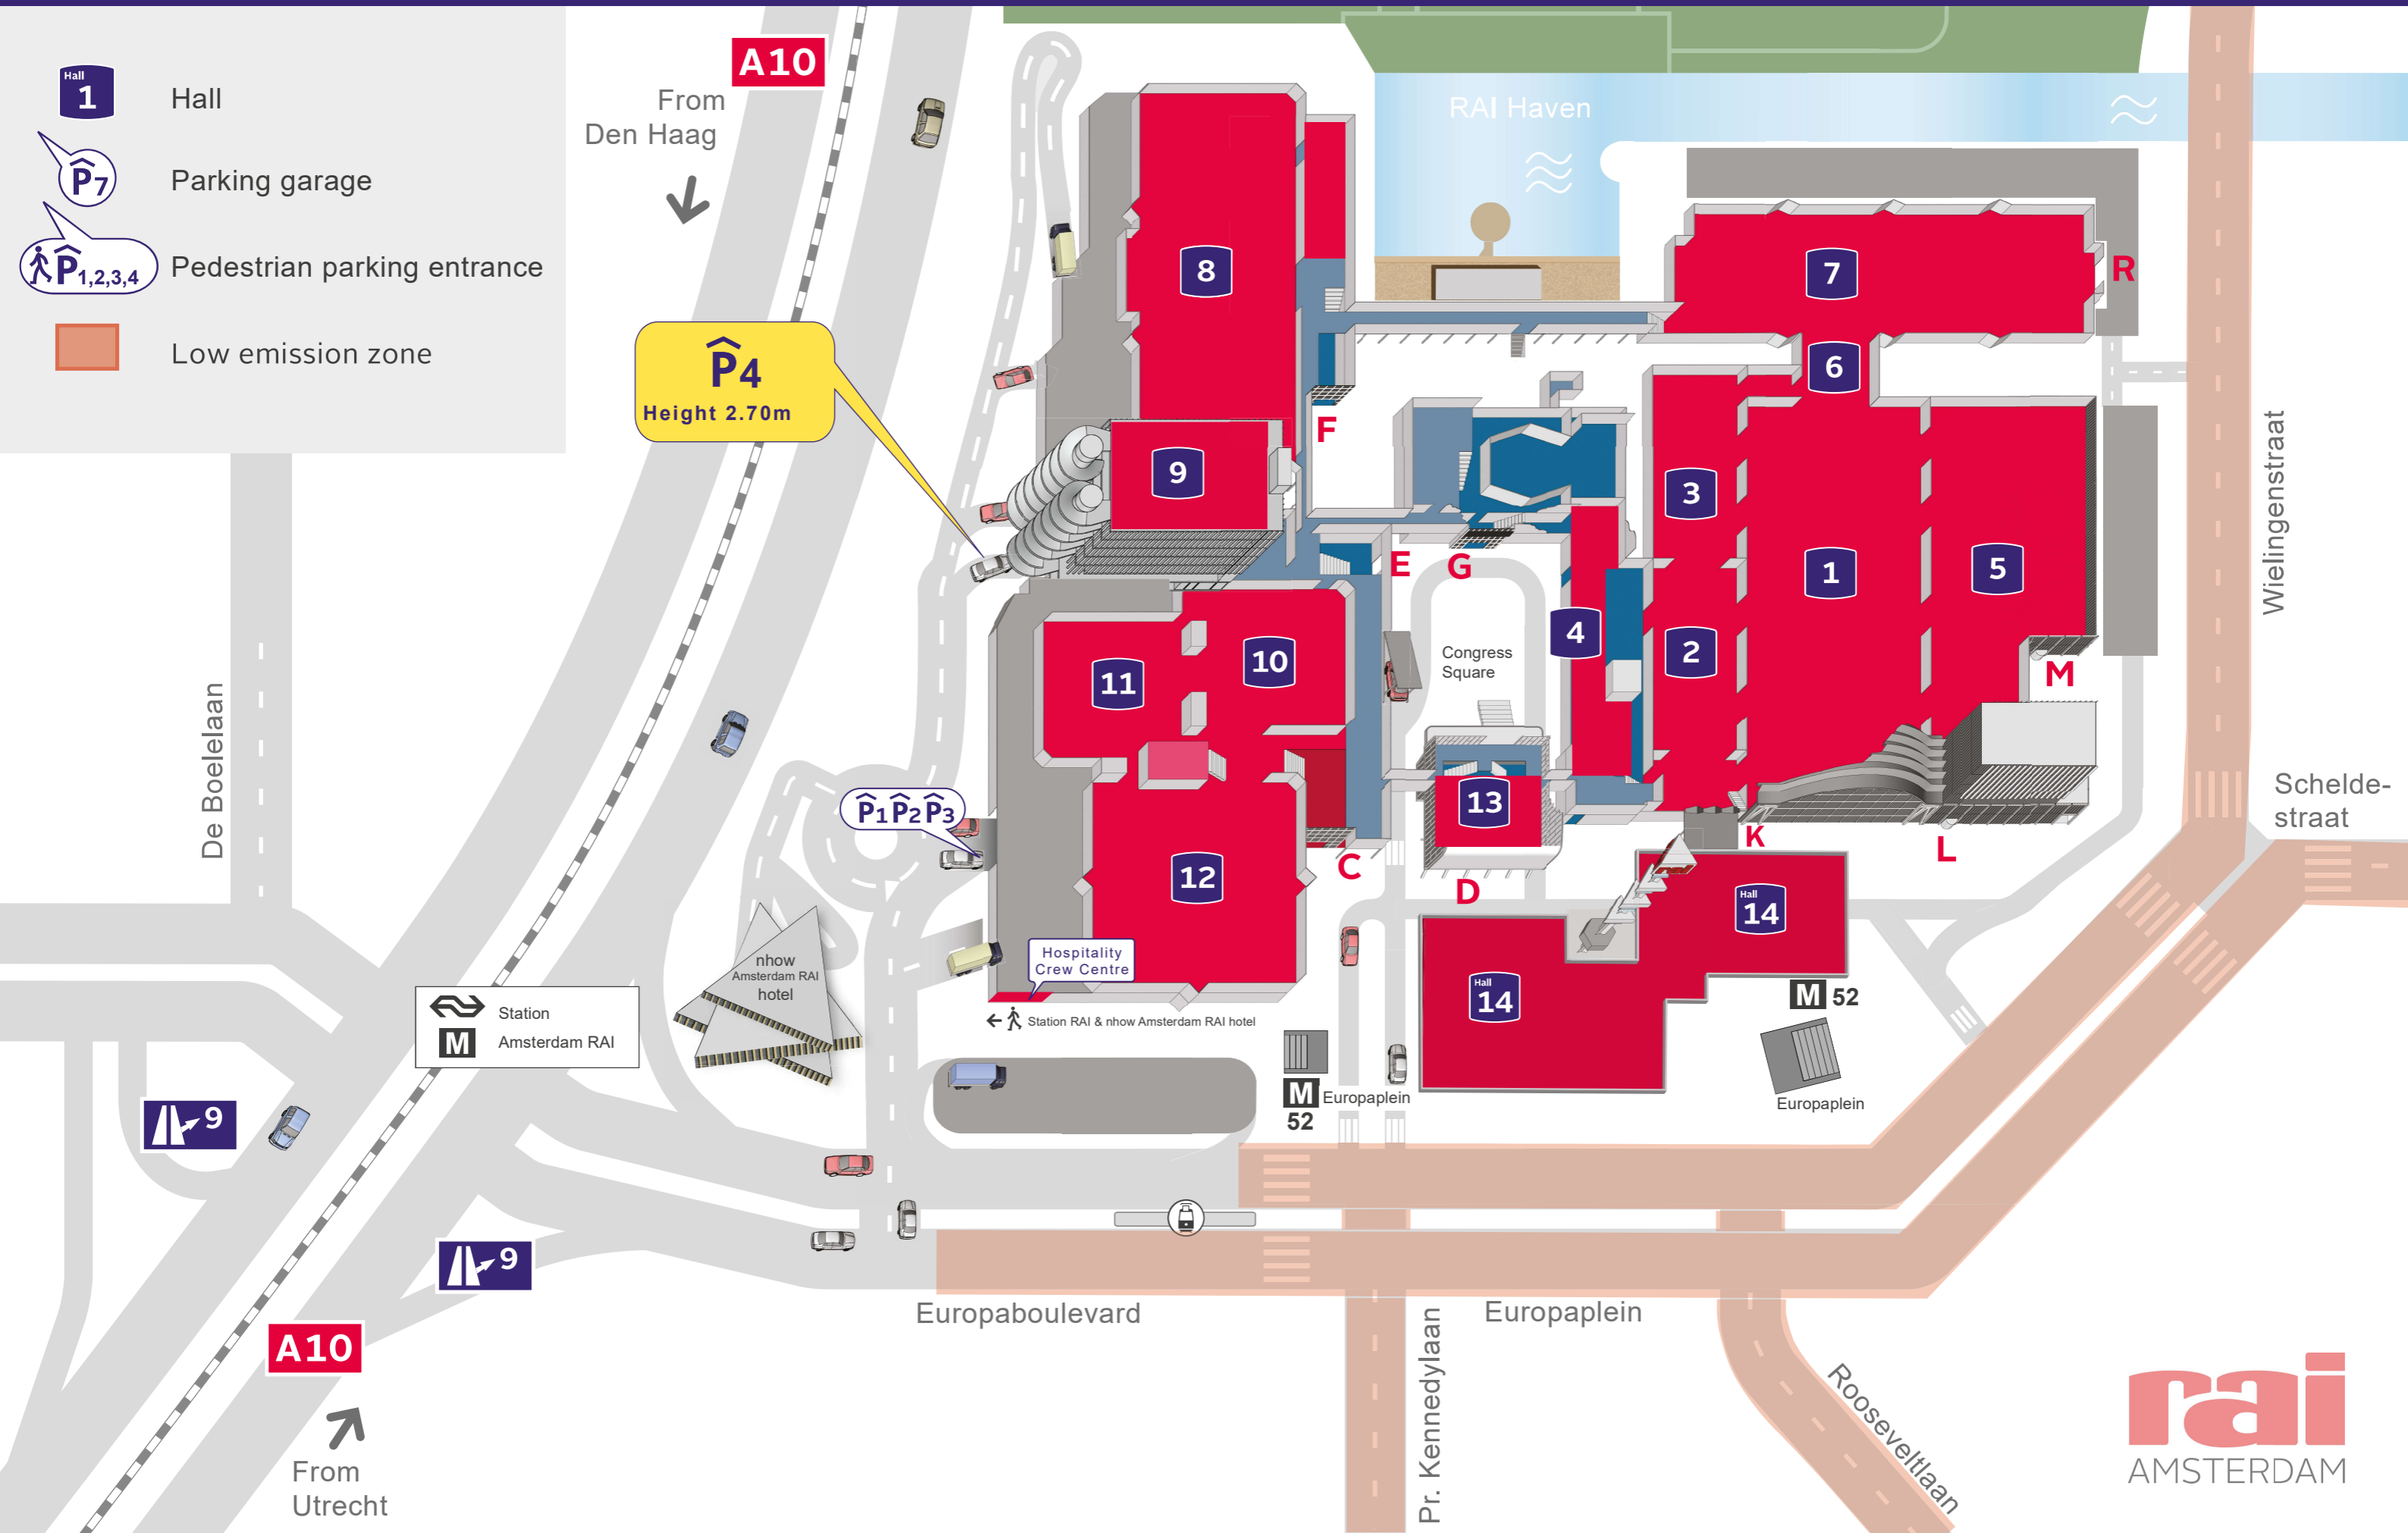 Hall
1
Hall
P7
Parking garage
P1,2,3,4
Pedestrian parking entrance
Low emission zone
A10
From
Den Haag
P4
Height 2.70m
RAI Haven
8
7
R
6
F
9
3
E
G
1
5
4
2
M
Congress
Square
10
11
13
P1 P2 P3
12
C
D
K
L
Hall
14
Hall
14
Wielingenstraat
Schelde-
straat
De Boelelaan
nhow
Amsterdam RAI
hotel
Hospitality
Crew Centre
Station RAI & nhow Amsterdam RAI hotel
Station
M Amsterdam RAI
M 52
Europaplein
M Europaplein
52
9
9
A10
From
Utrecht
Europaboulevard
Europaplein
Pr. Kennedylaan
Rooseveltlaan
rai
AMSTERDAM